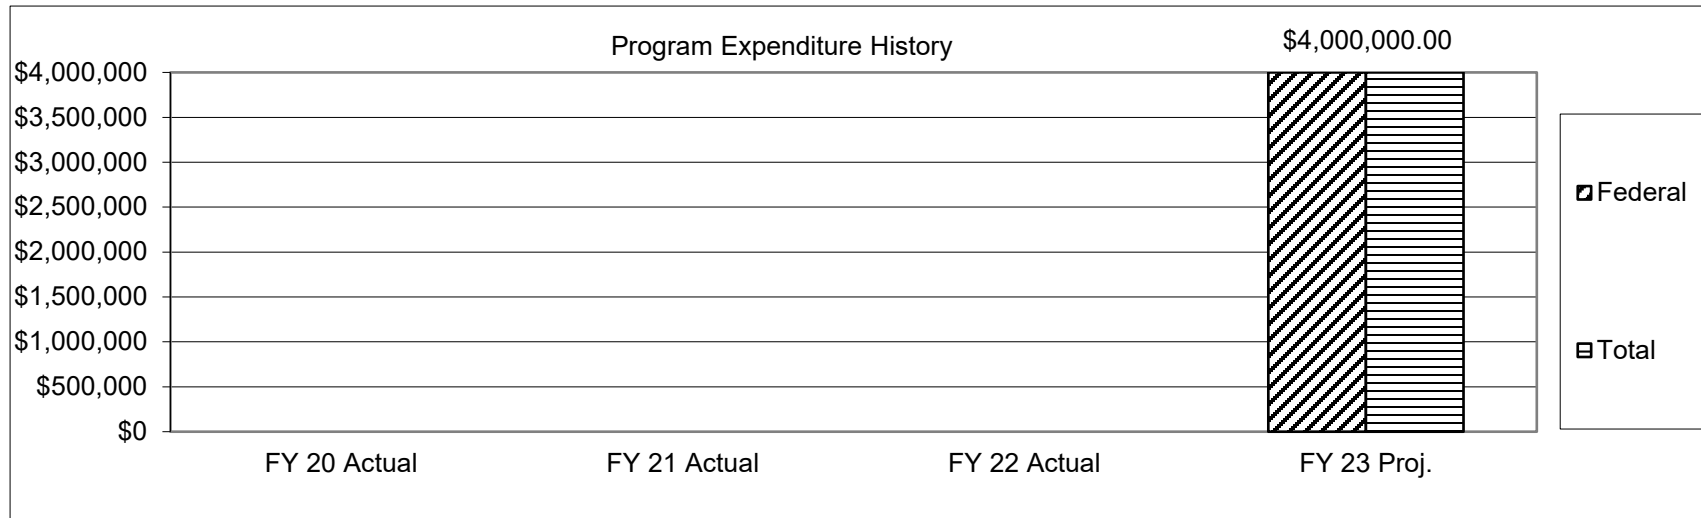 Program Expenditure History
$4,000,000.00
$4,000,000
$3,500,000
$3,000,000
$2,500,000
$2,000,000
$1,500,000
$1,000,000
$500,000
$0
FY 20 Actual
FY 21 Actual
FY 22 Actual
FY 23 Proj.
Federal
Total